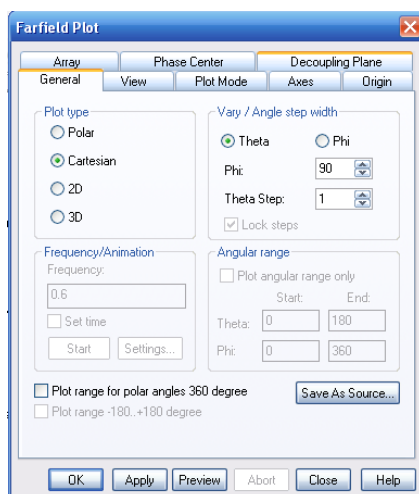 Farfield Plot
Array Phase Center Decoupling Plane
General View Plot Mode Axes Origin
Plot type
Polar
Cartesian
2D
3D
Vary / Angle step width
Theta Phi
Phi: 90
Theta Step: 1
Lock steps
Frequency/Animation
Frequency:
0.6
Set time
Start Settings...
Angular range
Plot angular range only
Start: End:
Theta: 0 180
Phi: 0 360
Plot range for polar angles 360 degree
Plot range -180..+180 degree
Save As Source...
OK Apply Preview Abort Close Help